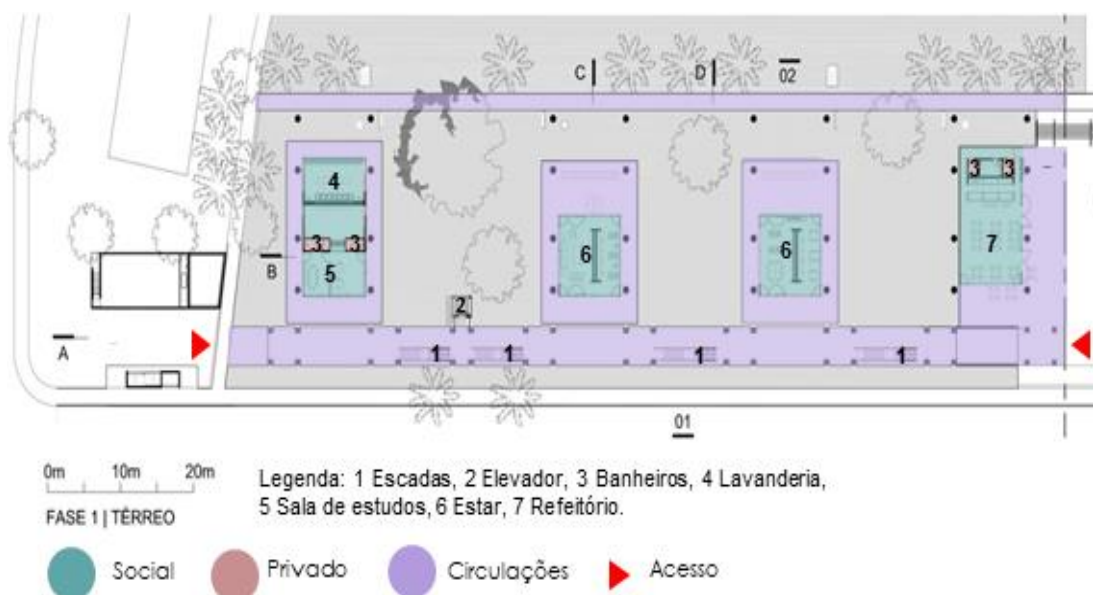 C
D
02
4
3 3
3 3
5
6
6
7
B
2
A
1
1
1
1
01
0m 10m 20m
FASE 1 | TÉRREO
Legenda: 1 Escadas, 2 Elevador, 3 Banheiros, 4 Lavanderia,
5 Sala de estudos, 6 Estar, 7 Refeitório.
Social
Privado
Circulações
Acesso